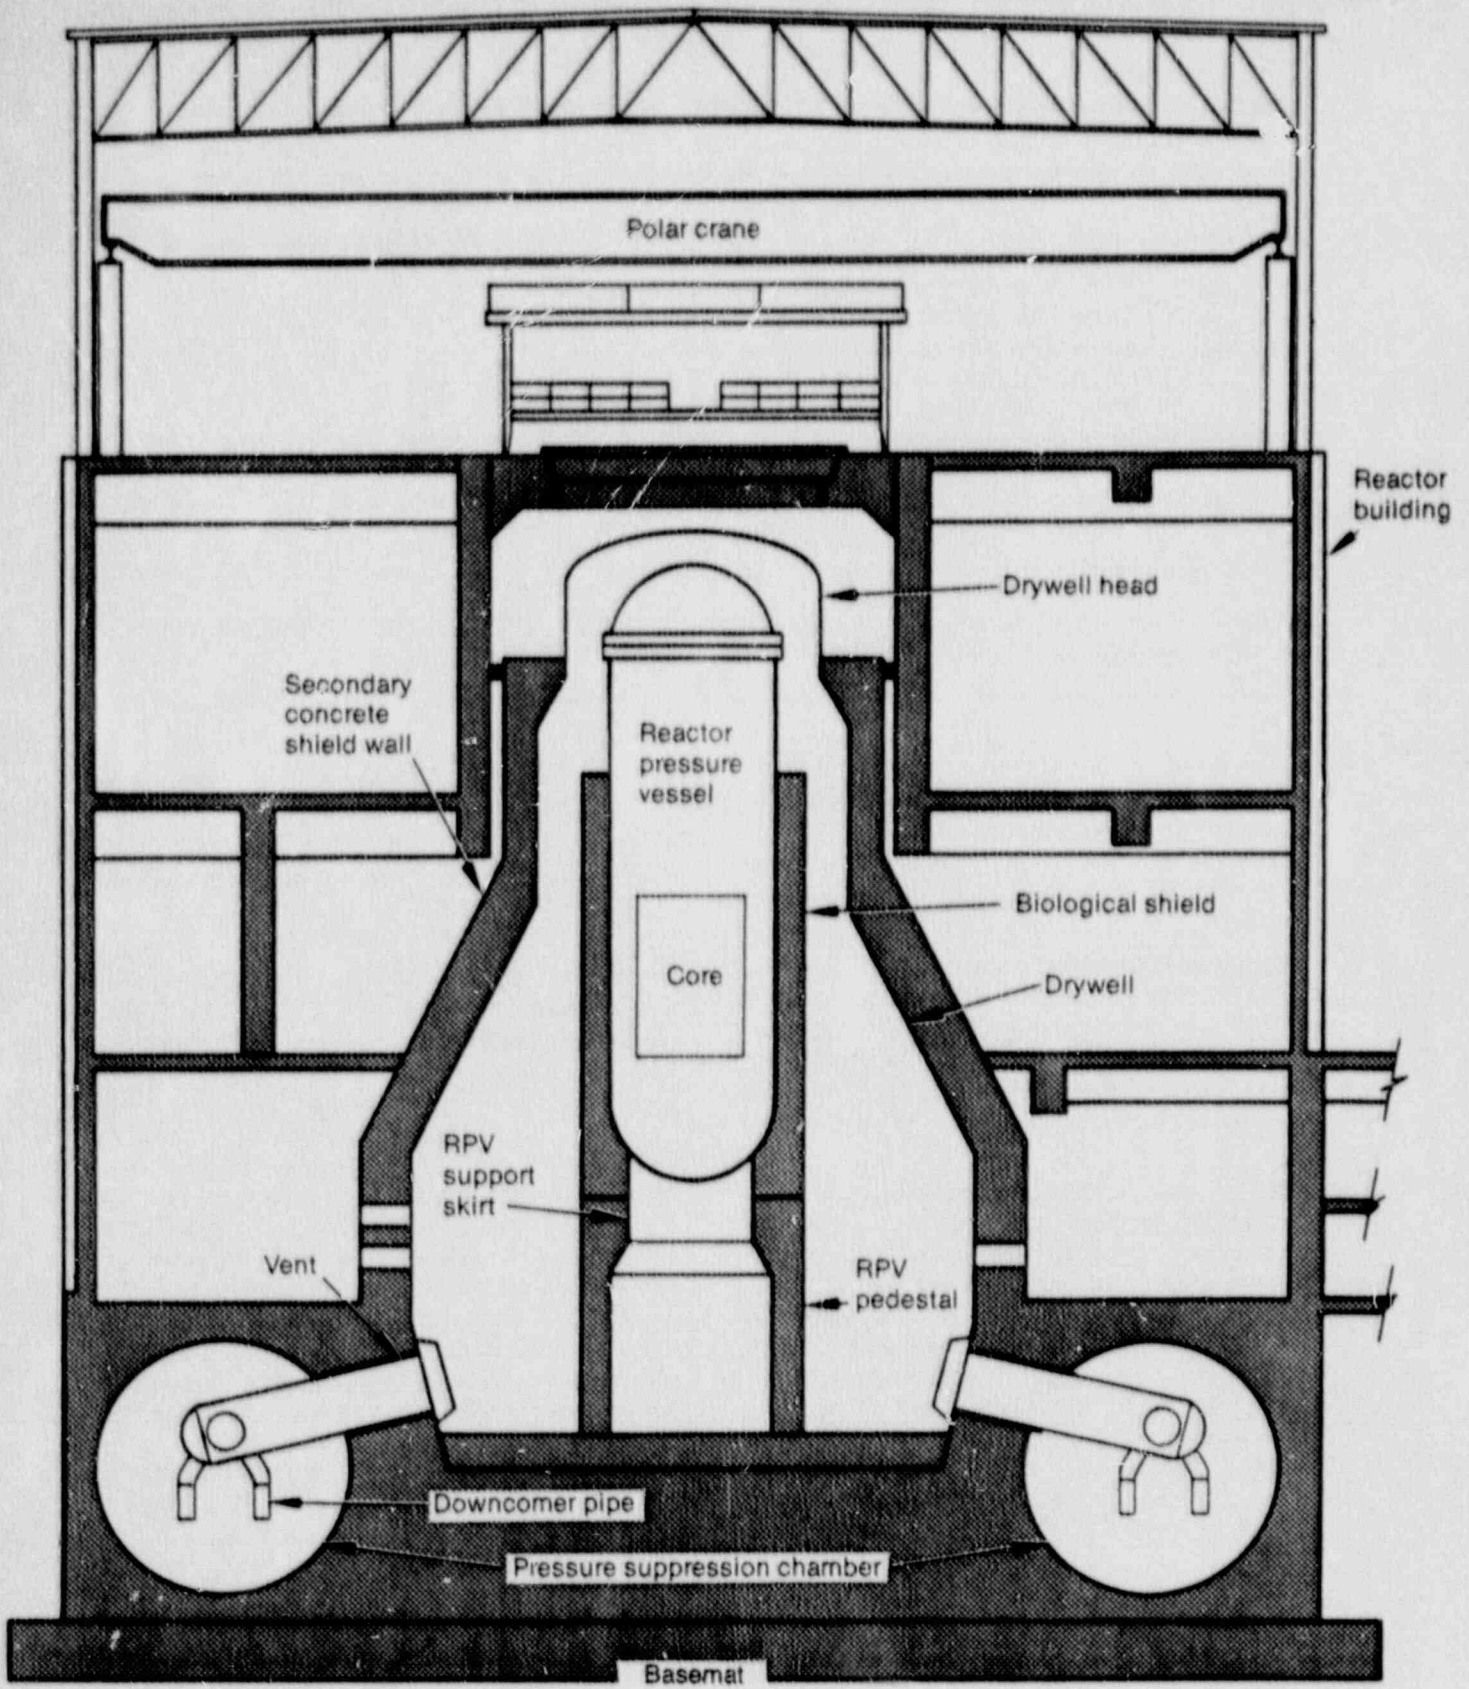 Polar crane
Reactor
building
Drywell head
Secondary
concrete
shield wall
Reactor
pressure
vessel
Biological shield
Core
Drywell
RPV
support
skirt
Vent
RPV
pedestal
Downcomer pipe
Pressure suppression chamber
Basemat